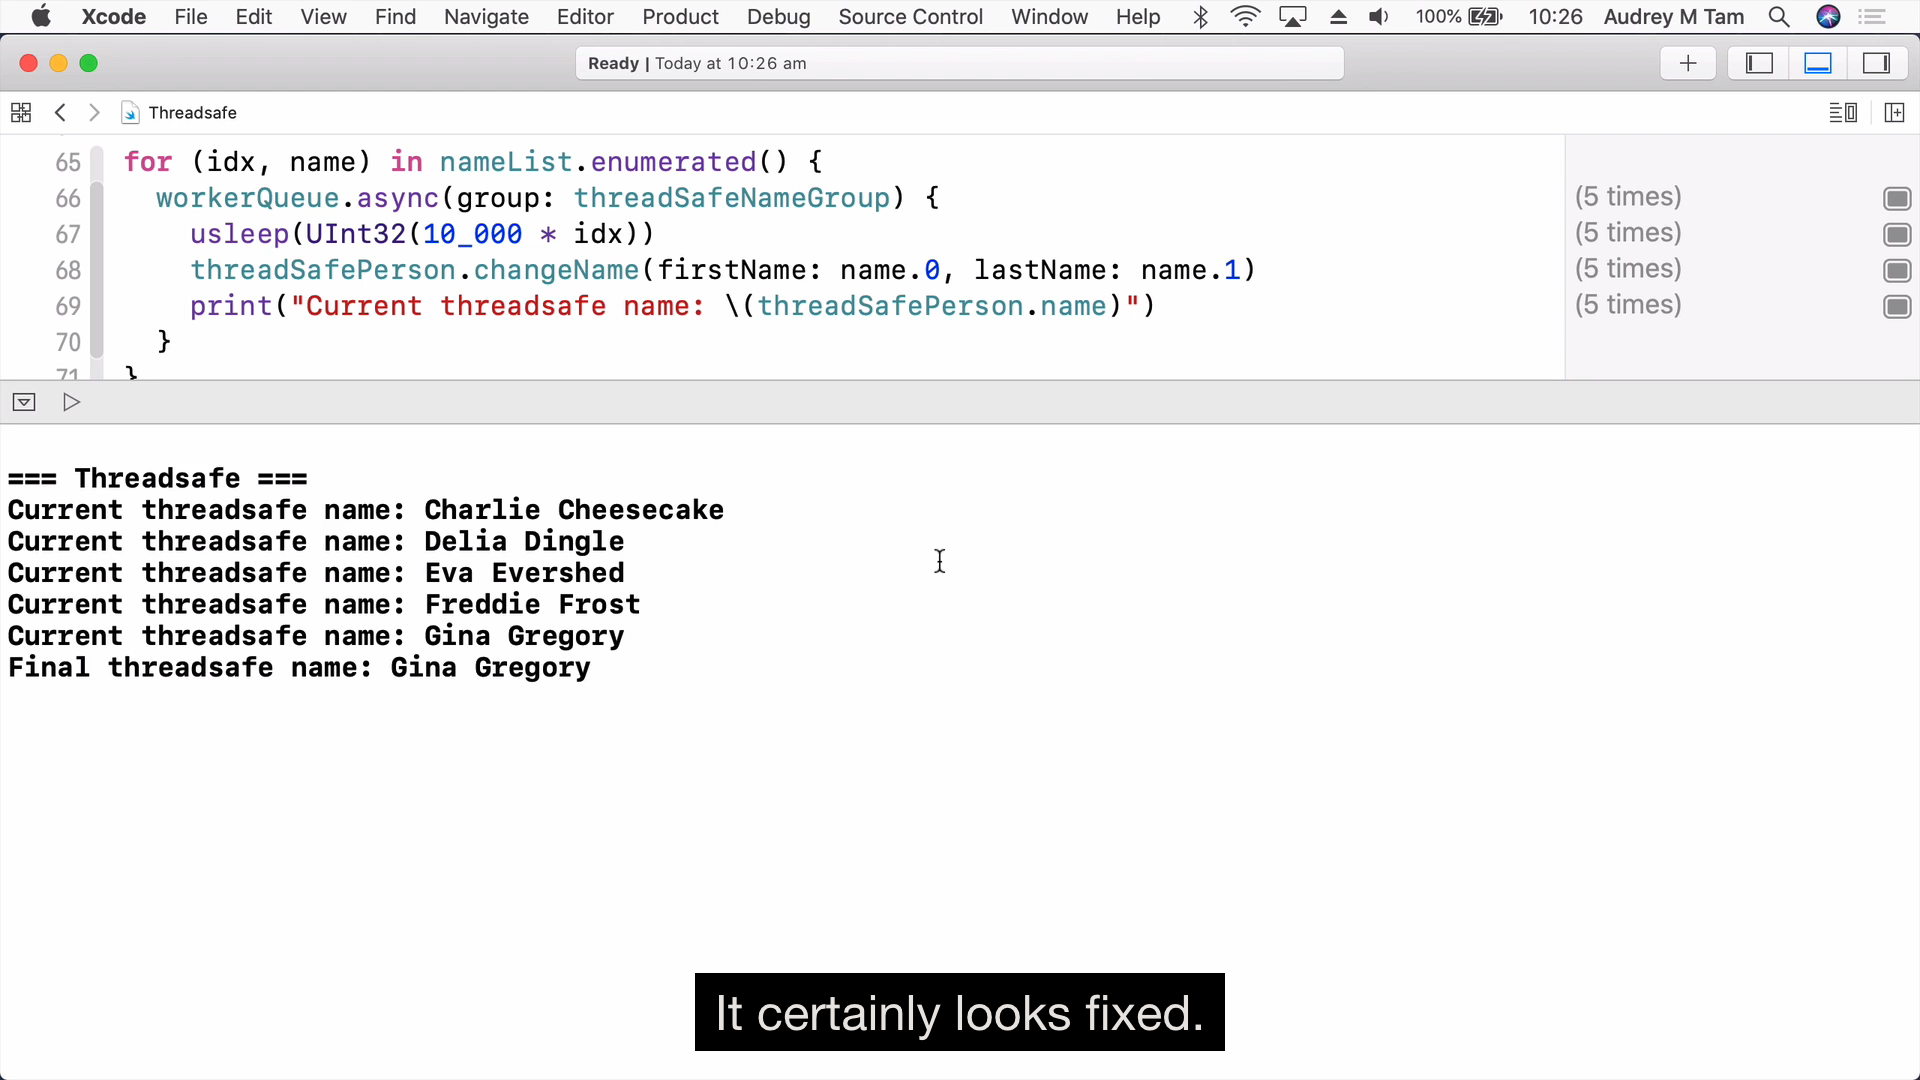 Xcode File Edit View Find Navigate Editor Product Debug Source Control Window Help 100% 10:26 Audrey M Tam
Ready | Today at 10:26 am
Threadsafe
65 for (idx, name) in nameList.enumerated() {
66 workerQueue.async(group: threadSafeNameGroup) { (5 times)
67 usleep(UInt32(10_000 * idx)) (5 times)
68 threadSafePerson.changeName(firstName: name.0, lastName: name.1) (5 times)
69 print("Current threadsafe name: \(threadSafePerson.name)") (5 times)
70 }
71 }
=== Threadsafe ===
Current threadsafe name: Charlie Cheesecake
Current threadsafe name: Delia Dingle
Current threadsafe name: Eva Evershed
Current threadsafe name: Freddie Frost
Current threadsafe name: Gina Gregory
Final threadsafe name: Gina Gregory
It certainly looks fixed.